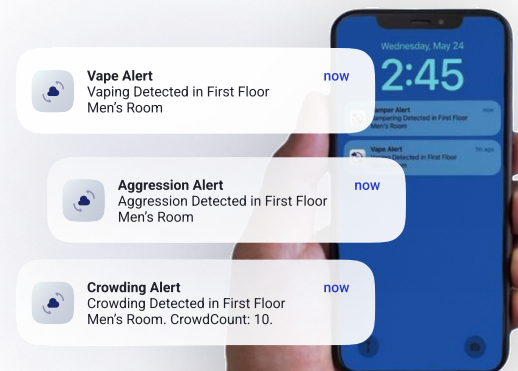 Wednesday, May 24
2:45
Vape Alert now
Vaping Detected in First Floor
Men's Room
Aggression Alert now
Aggression Detected in First Floor
Men's Room
Crowding Alert now
Crowding Detected in First Floor
Men's Room. CrowdCount: 10.
Tamper Alert now
Tampering Detected in First Floor
Men's Room
Vape Alert
Detected in First Floor
Men's Room